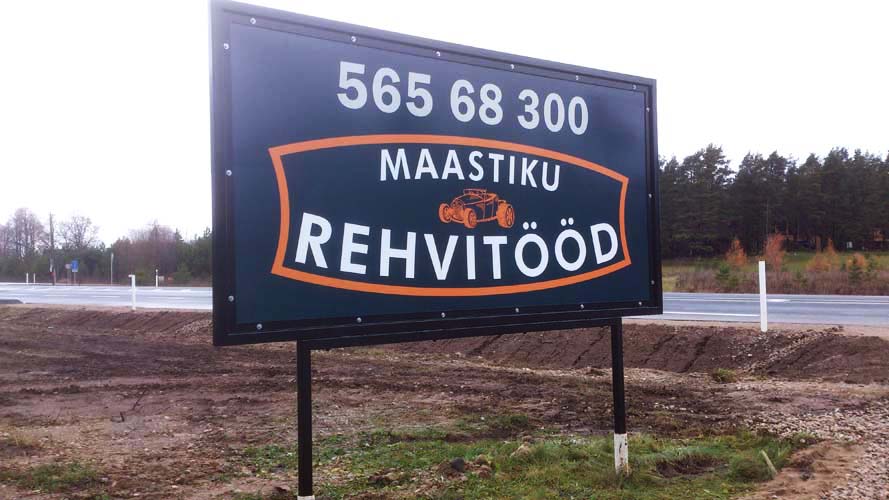 565 68 300
MAASTIKU
REHVITÖÖD